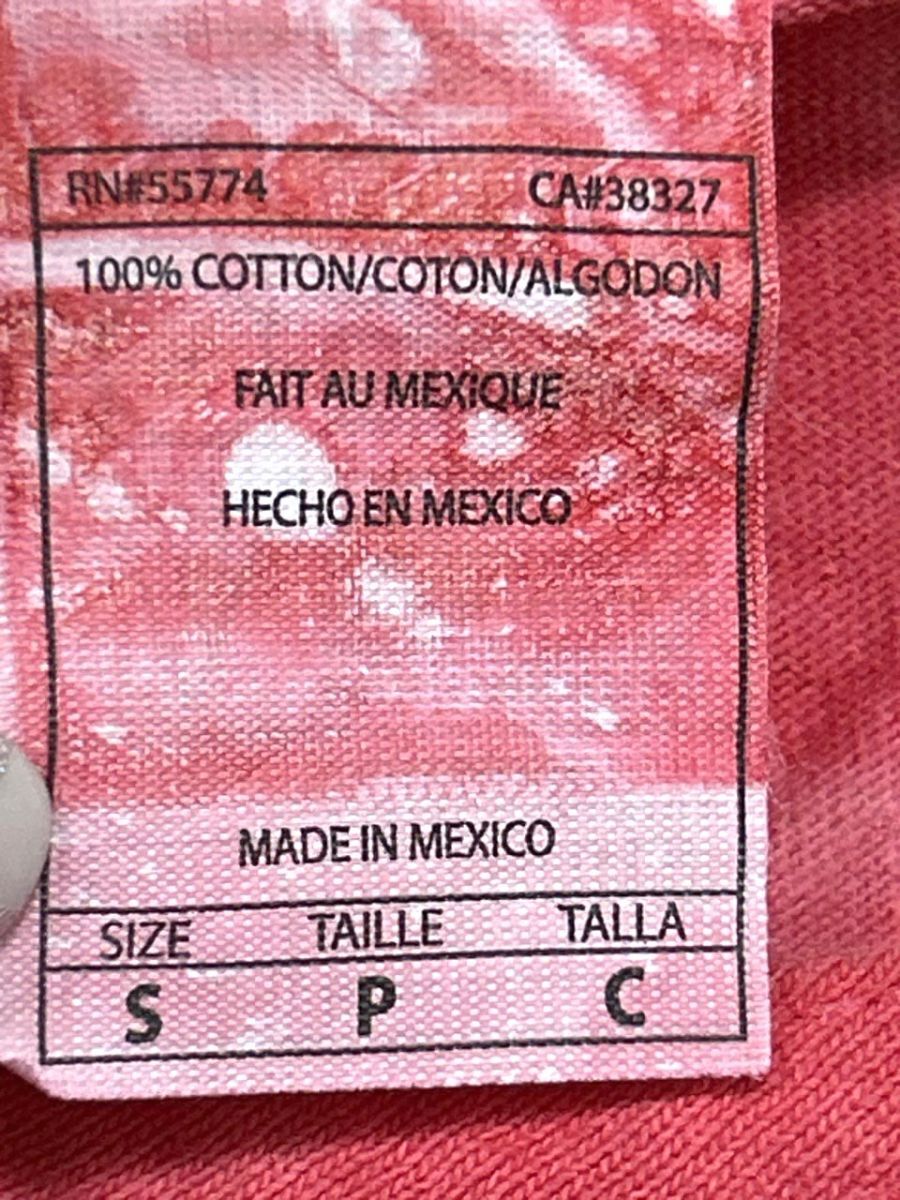 RN#55774 CA#38327
100% COTTON/COTON/ALGODON
FAIT AU MEXIQUE
HECHO EN MEXICO
MADE IN MEXICO
SIZE TAILLE TALLA
S P C